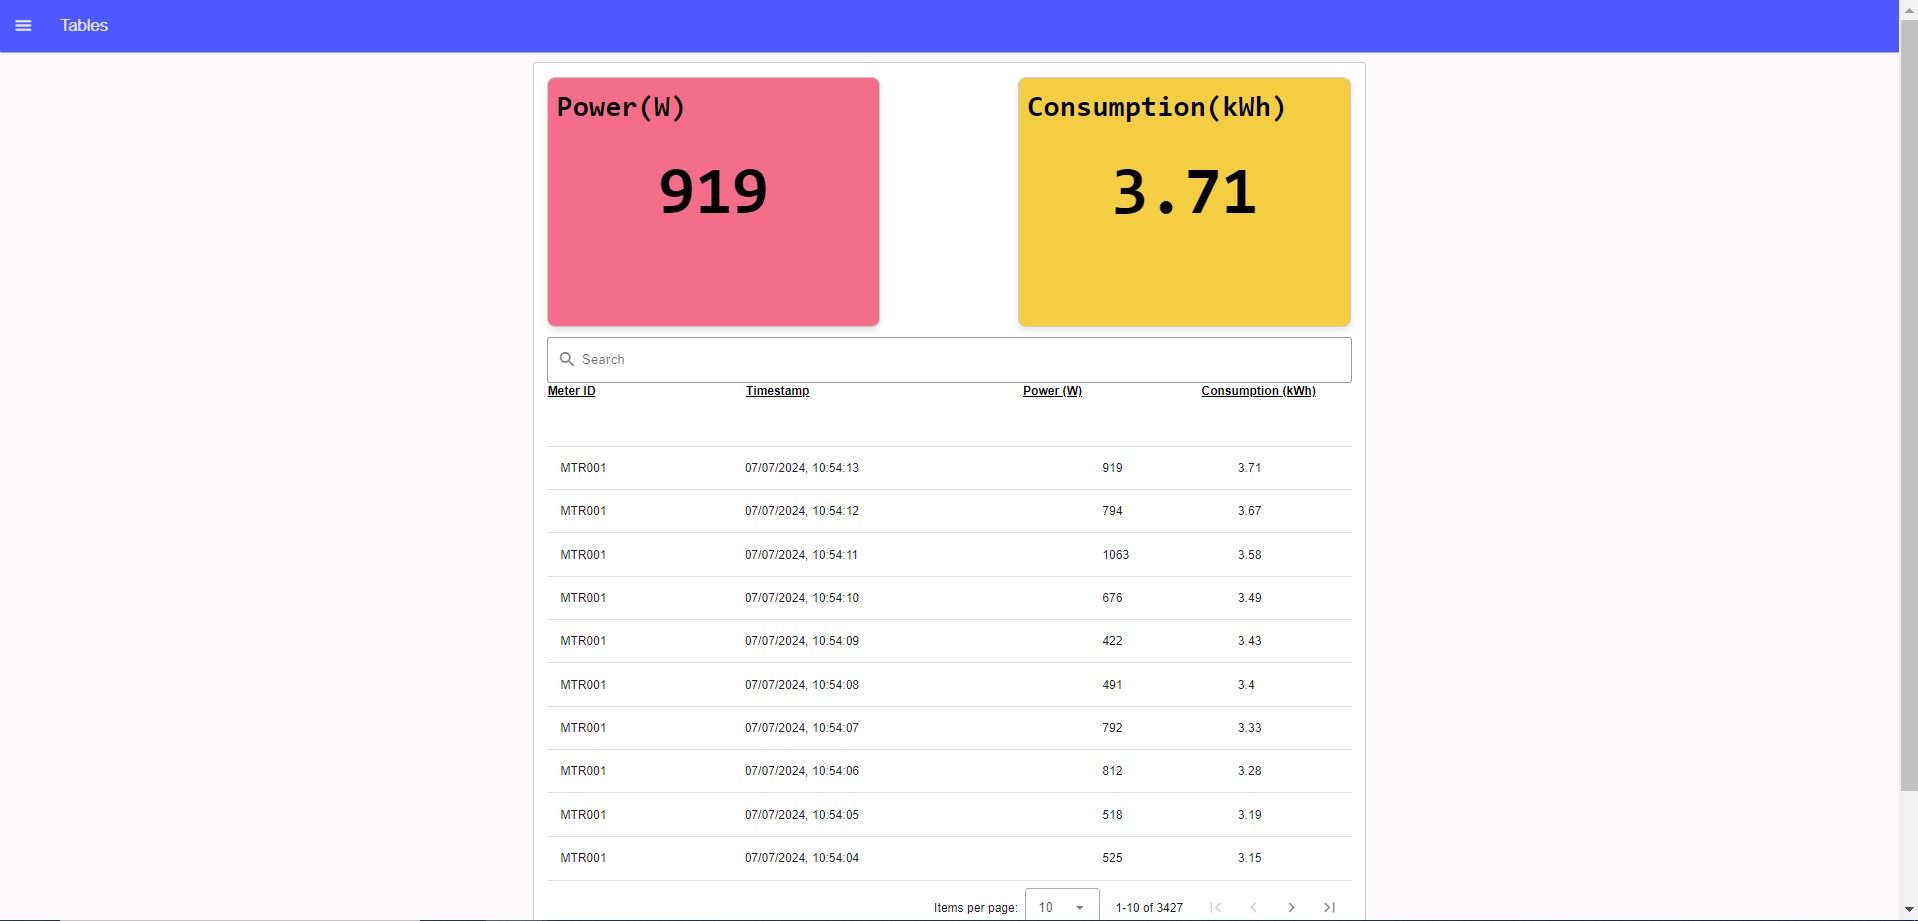 Tables
Power(W)
919
Consumption(kWh)
3.71
Search
Meter ID Timestamp Power (W) Consumption (kWh)
MTR001 07/07/2024, 10:54:13 919 3.71
MTR001 07/07/2024, 10:54:12 794 3.67
MTR001 07/07/2024, 10:54:11 1063 3.58
MTR001 07/07/2024, 10:54:10 676 3.49
MTR001 07/07/2024, 10:54:09 422 3.43
MTR001 07/07/2024, 10:54:08 491 3.4
MTR001 07/07/2024, 10:54:07 792 3.33
MTR001 07/07/2024, 10:54:06 812 3.28
MTR001 07/07/2024, 10:54:05 518 3.19
MTR001 07/07/2024, 10:54:04 525 3.15
Items per page: 10 1-10 of 3427